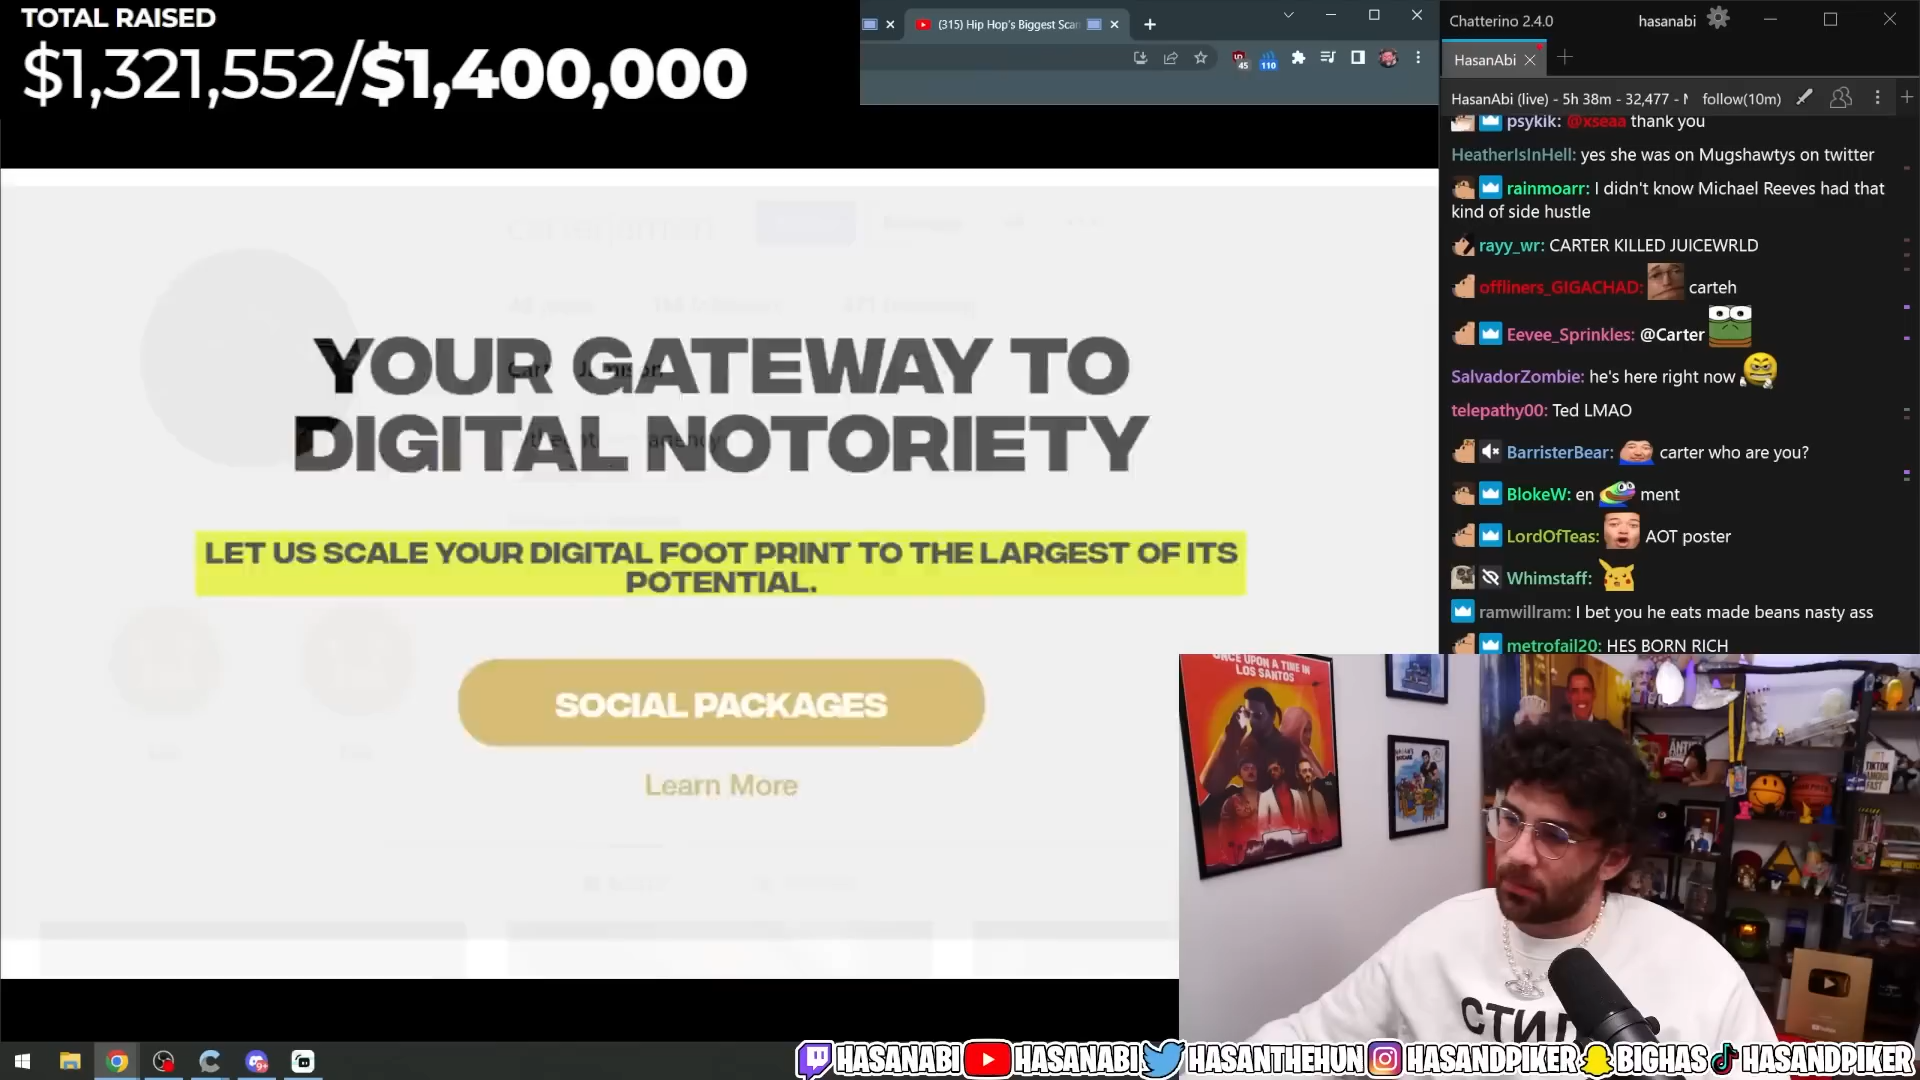 TOTAL RAISED
$1,321,552/$1,400,000
(315) Hip Hop's Biggest Scar
45
110
Chatterino 2.4.0
hasanabi
HasanAbi
HasanAbi (live) - 5h 38m - 32,477 -
follow(10m)
psykik: @xseaa thank you
HeatherIsInHell: yes she was on Mugshawtys on twitter
rainmoarr: I didn't know Michael Reeves had that
kind of side hustle
rayy_wr: CARTER KILLED JUICEWRLD
offliners_GIGACHAD: carteh
Eevee_Sprinkles: @Carter
SalvadorZombie: he's here right now
telepathy00: Ted LMAO
BarristerBear: carter who are you?
BlokeW: en ment
LordOfTeas: AOT poster
Whimstaff:
ramwillram: I bet you he eats made beans nasty ass
metrofail20: HES BORN RICH
YOUR GATEWAY TO
DIGITAL NOTORIETY
LET US SCALE YOUR DIGITAL FOOT PRINT TO THE LARGEST OF ITS
POTENTIAL.
SOCIAL PACKAGES
Learn More
ONCE UPON A TIME IN
LOS SANTOS
TIKTOK
FAMOUS
FAST
HASANABI HASANABI HASANTHEHUN HASANDPIKER BIGHAS HASANDPIKER